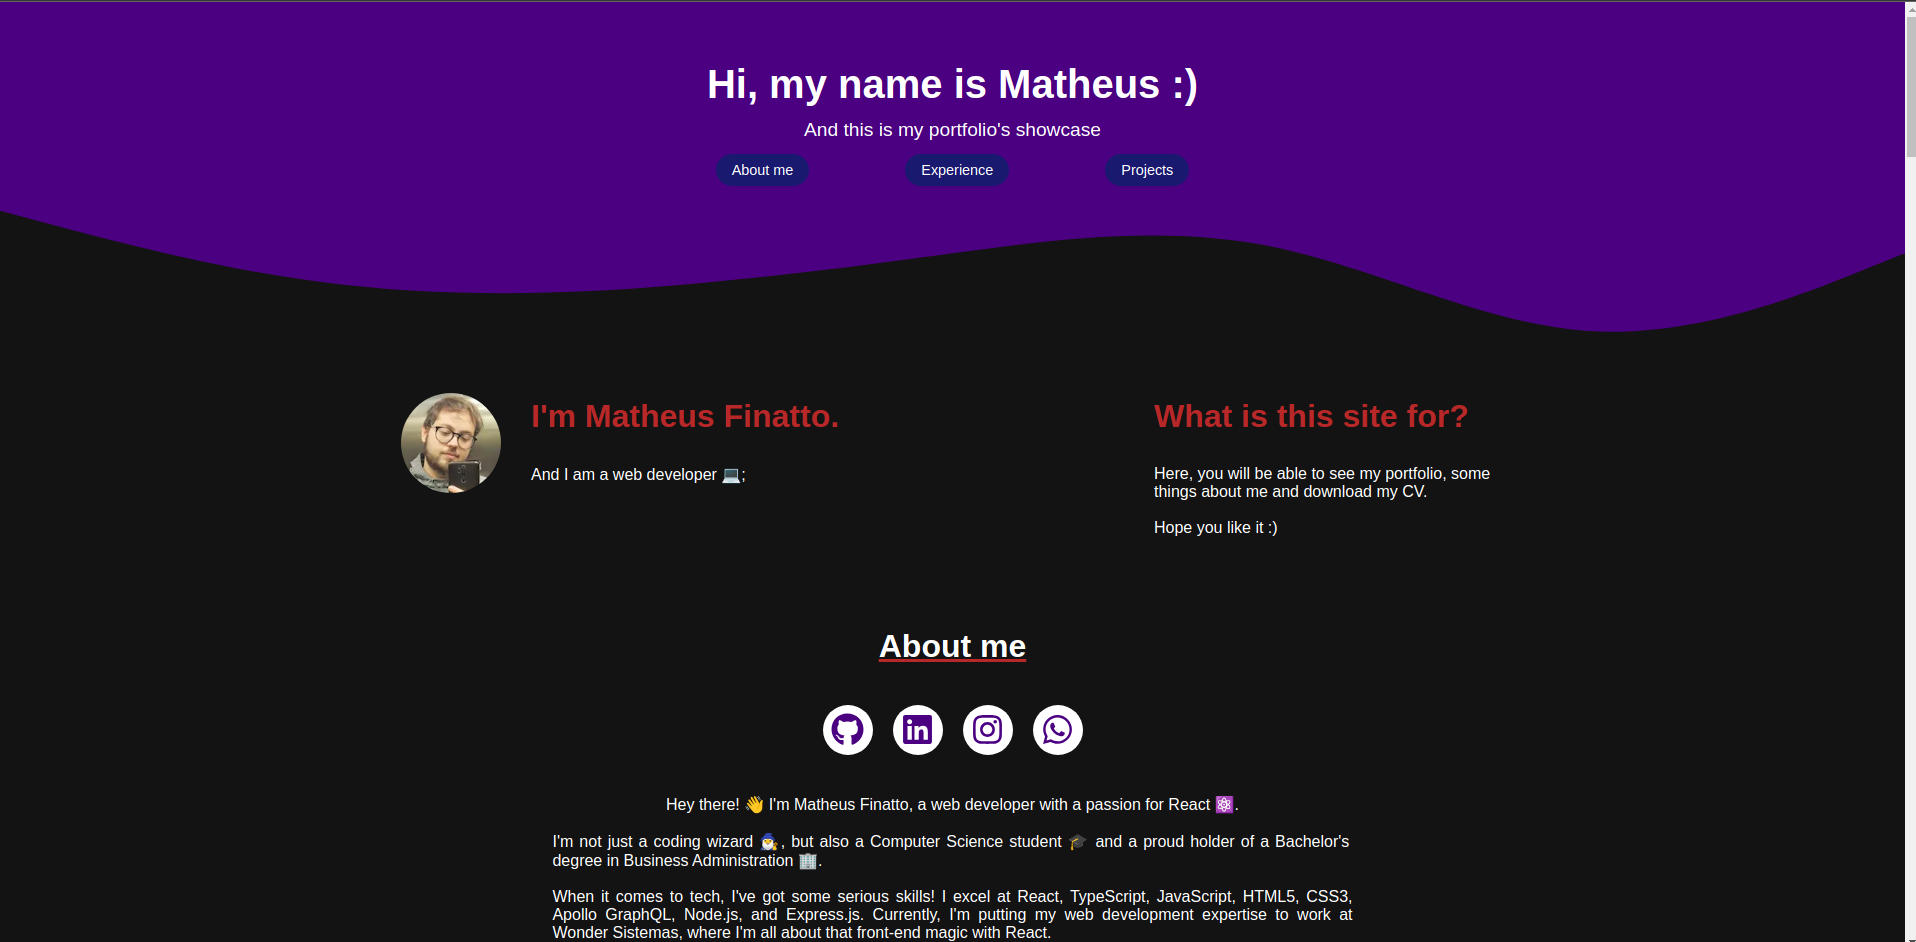 Hi, my name is Matheus :)
And this is my portfolio's showcase
About me
Experience
Projects
I'm Matheus Finatto.
And I am a web developer 💻;
What is this site for?
Here, you will be able to see my portfolio, some
things about me and download my CV.
Hope you like it :)
About me
in
Hey there! 👋 I'm Matheus Finatto, a web developer with a passion for React ⚛️.
I'm not just a coding wizard 🧙‍♂️, but also a Computer Science student 🎓 and a proud holder of a Bachelor's
degree in Business Administration 🏢.
When it comes to tech, I've got some serious skills! I excel at React, TypeScript, JavaScript, HTML5, CSS3,
Apollo GraphQL, Node.js, and Express.js. Currently, I'm putting my web development expertise to work at
Wonder Sistemas, where I'm all about that front-end magic with React.